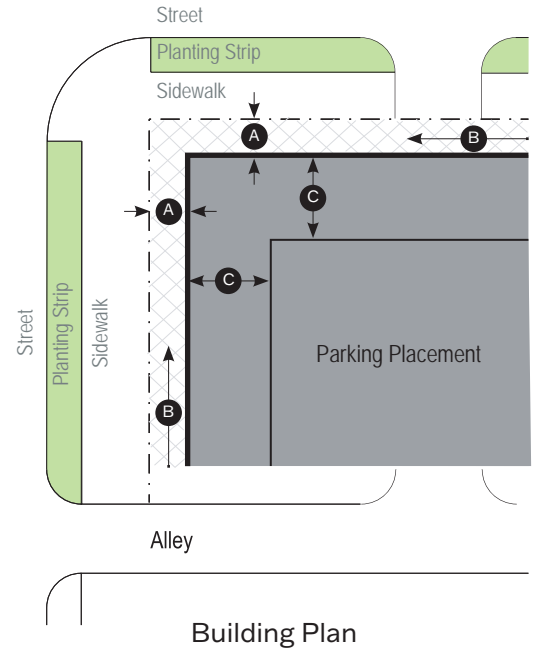 Street
Planting Strip
Sidewalk
A
B
A
C
C
Street
Planting Strip
Sidewalk
Parking Placement
B
Alley
Building Plan